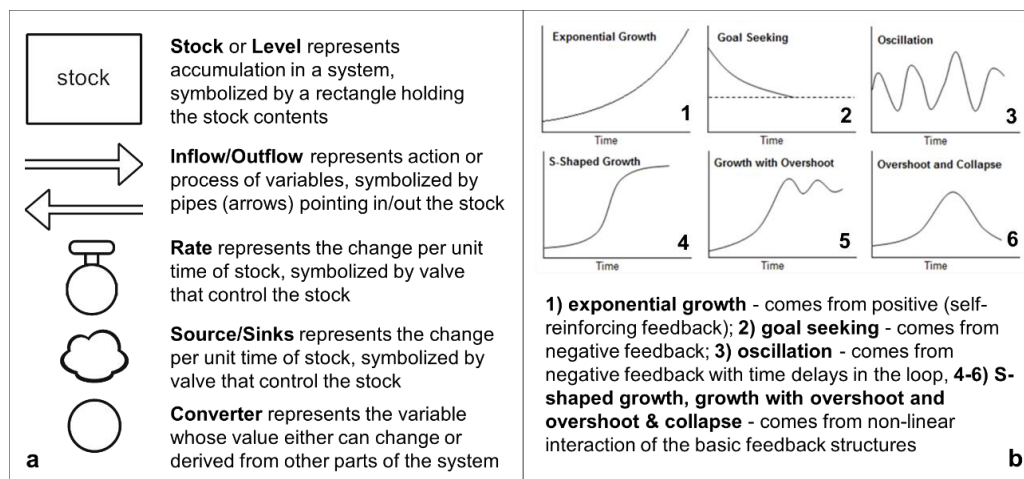 stock
Stock or Level represents
accumulation in a system,
symbolized by a rectangle holding
the stock contents
Inflow/Outflow represents action or
process of variables, symbolized by
pipes (arrows) pointing in/out the stock
Rate represents the change per unit
time of stock, symbolized by valve
that control the stock
Source/Sinks represents the change
per unit time of stock, symbolized by
valve that control the stock
Converter represents the variable
whose value either can change or
derived from other parts of the system
a
Exponential Growth
1
Time
Goal Seeking
2
Time
Oscillation
3
Time
S-Shaped Growth
4
Time
Growth with Overshoot
5
Time
Overshoot and Collapse
6
Time
1) exponential growth - comes from positive (self-
reinforcing feedback); 2) goal seeking - comes from
negative feedback; 3) oscillation - comes from
negative feedback with time delays in the loop, 4-6) S-
shaped growth, growth with overshoot and
overshoot & collapse - comes from non-linear
interaction of the basic feedback structures
b